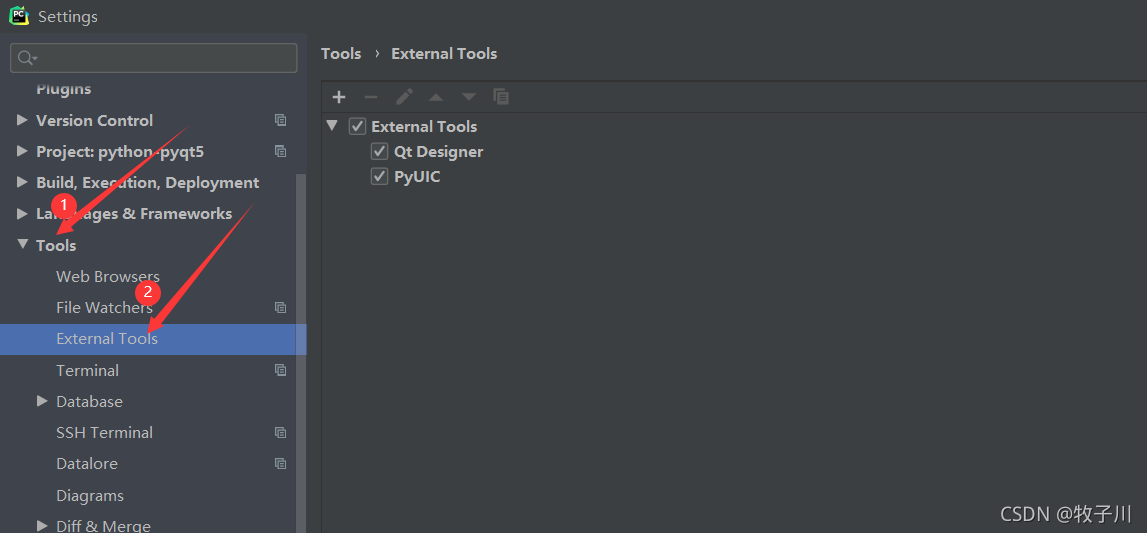 PC
Settings
Plugins
Version Control
Project: python-pyqt5
Build, Execution, Deployment
1
Languages & Frameworks
Tools
Web Browsers
2
File Watchers
External Tools
Terminal
Database
SSH Terminal
Datalore
Diagrams
Diff & Merge
Tools › External Tools
External Tools
Qt Designer
PyUIC
CSDN @牧子川